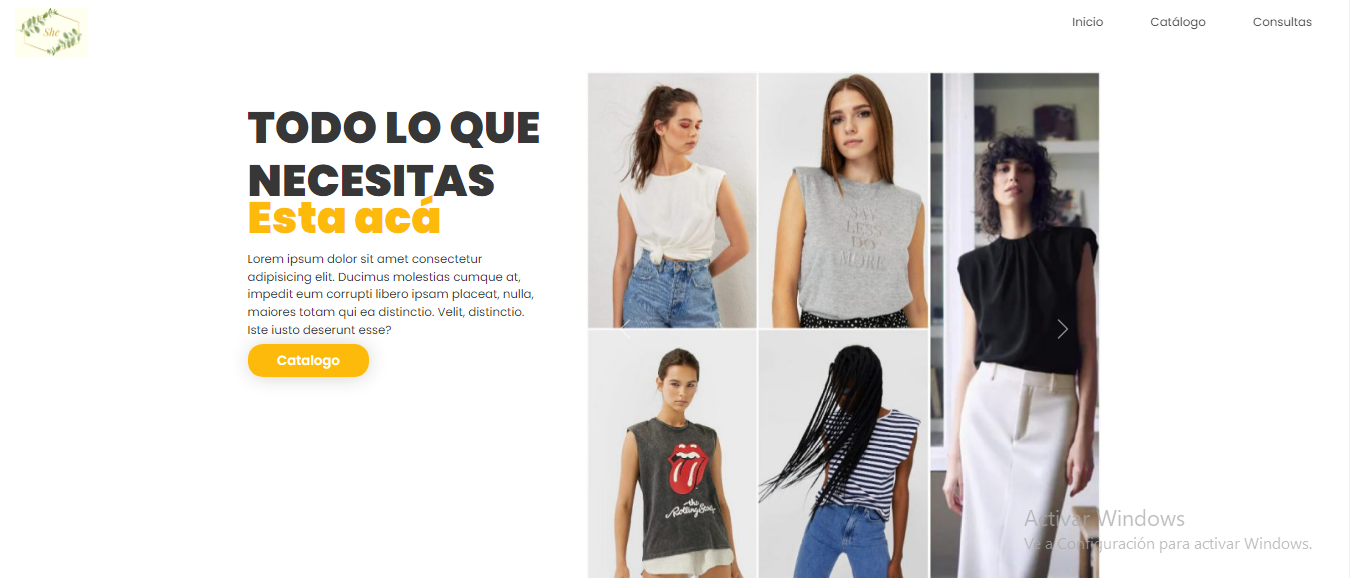 She
Inicio
Catálogo
Consultas
TODO LO QUE
NECESITAS
Esta acá
Lorem ipsum dolor sit amet consectetur
adipisicing elit. Ducimus molestias cumque at,
impedit eum corrupti libero ipsam placeat, nulla,
maiores totam qui ea distinctio. Velit, distinctio.
Iste iusto deserunt esse?
Catalogo
SAY
LESS
DO
MORE
the
Rolling Stones
Activar Windows
Ve a Configuración para activar Windows.